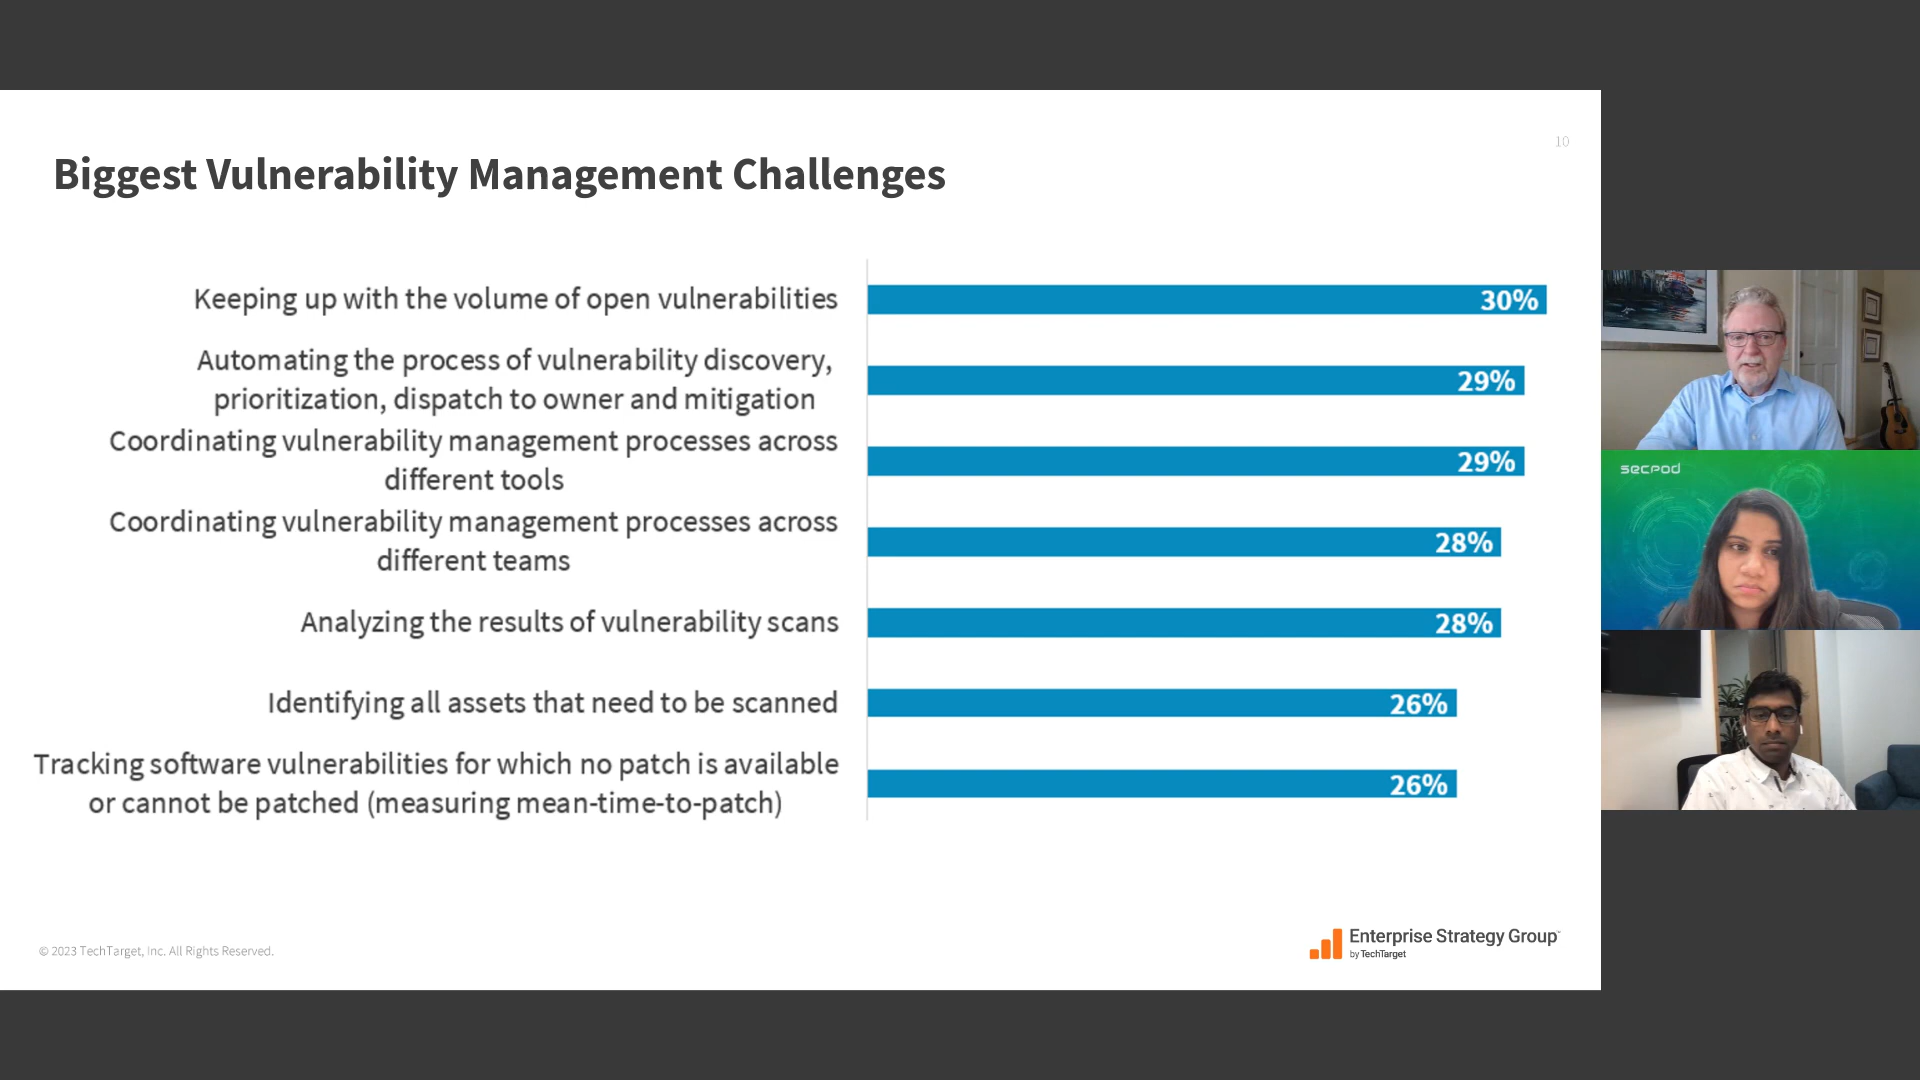 10
Biggest Vulnerability Management Challenges
Keeping up with the volume of open vulnerabilities
30%
Automating the process of vulnerability discovery,
prioritization, dispatch to owner and mitigation
29%
Coordinating vulnerability management processes across
different tools
29%
Coordinating vulnerability management processes across
different teams
28%
Analyzing the results of vulnerability scans
28%
Identifying all assets that need to be scanned
26%
Tracking software vulnerabilities for which no patch is available
or cannot be patched (measuring mean-time-to-patch)
26%
© 2023 TechTarget, Inc. All Rights Reserved.
Enterprise Strategy Group™
by TechTarget
secpod